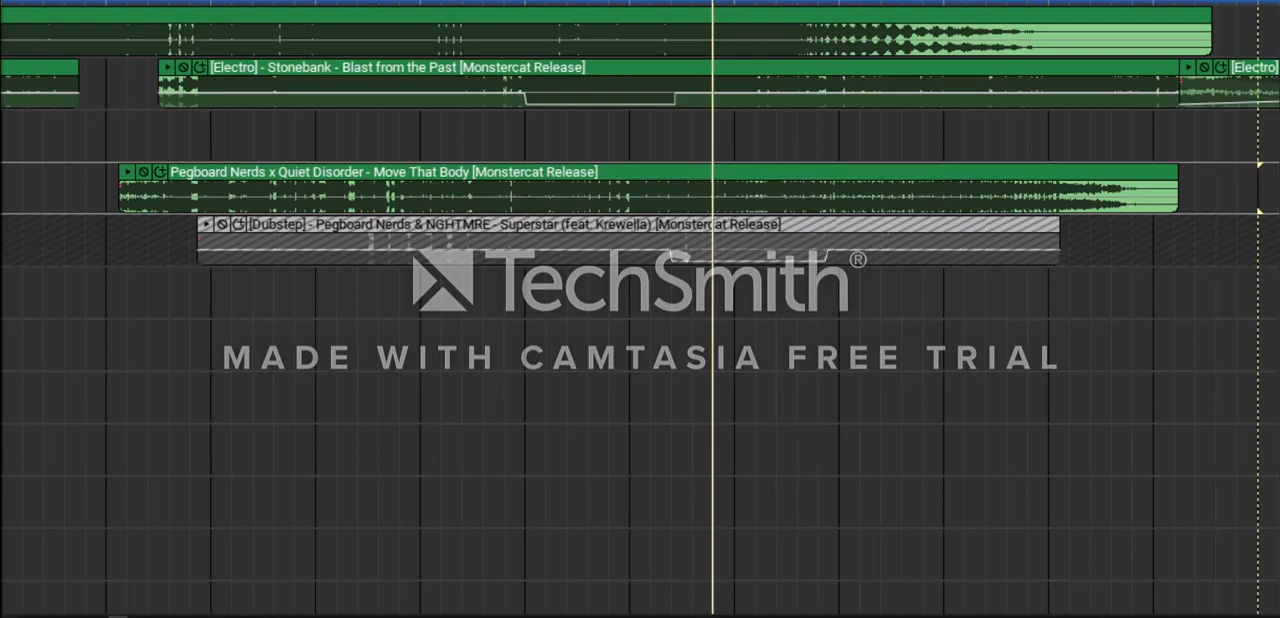 [Electro] - Stonebank - Blast from the Past [Monstercat Release]
[Electro]
Pegboard Nerds x Quiet Disorder - Move That Body [Monstercat Release]
[Dubstep] - Pegboard Nerds & NGHTMRE - Superstar (feat. Krewella) [Monstercat Release]
TechSmith®
MADE WITH CAMTASIA FREE TRIAL